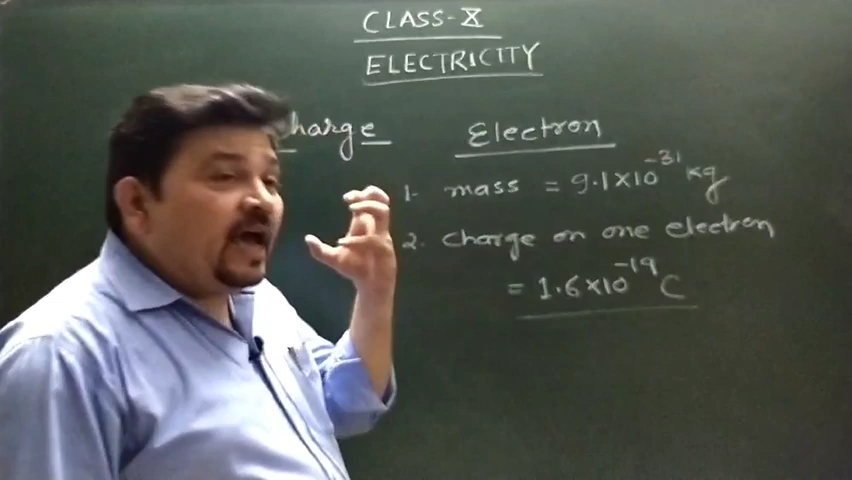 CLASS-X
ELECTRICITY
charge
Electron
1. mass = 9.1×10⁻³¹ kg
2. charge on one electron
= 1.6×10⁻¹⁹ C